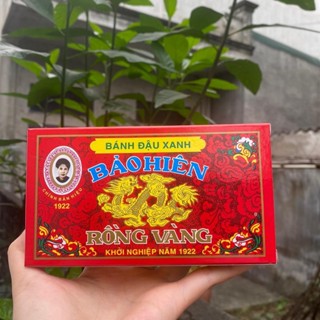 BÁNH ĐẬU XANH
BẢO HIÊN
RỒNG VÀNG
KHỞI NGHIỆP NĂM 1922
1922